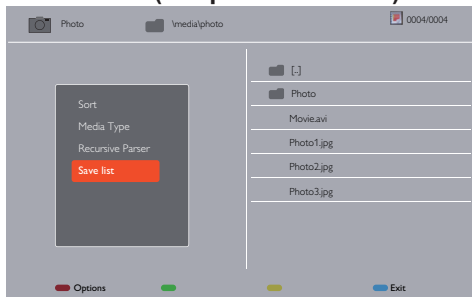 Photo
\media\photo
0004/0004
[..]
Photo
Movie.avi
Photo1.jpg
Photo2.jpg
Photo3.jpg
Sort
Media Type
Recursive Parser
Save list
Options
Exit